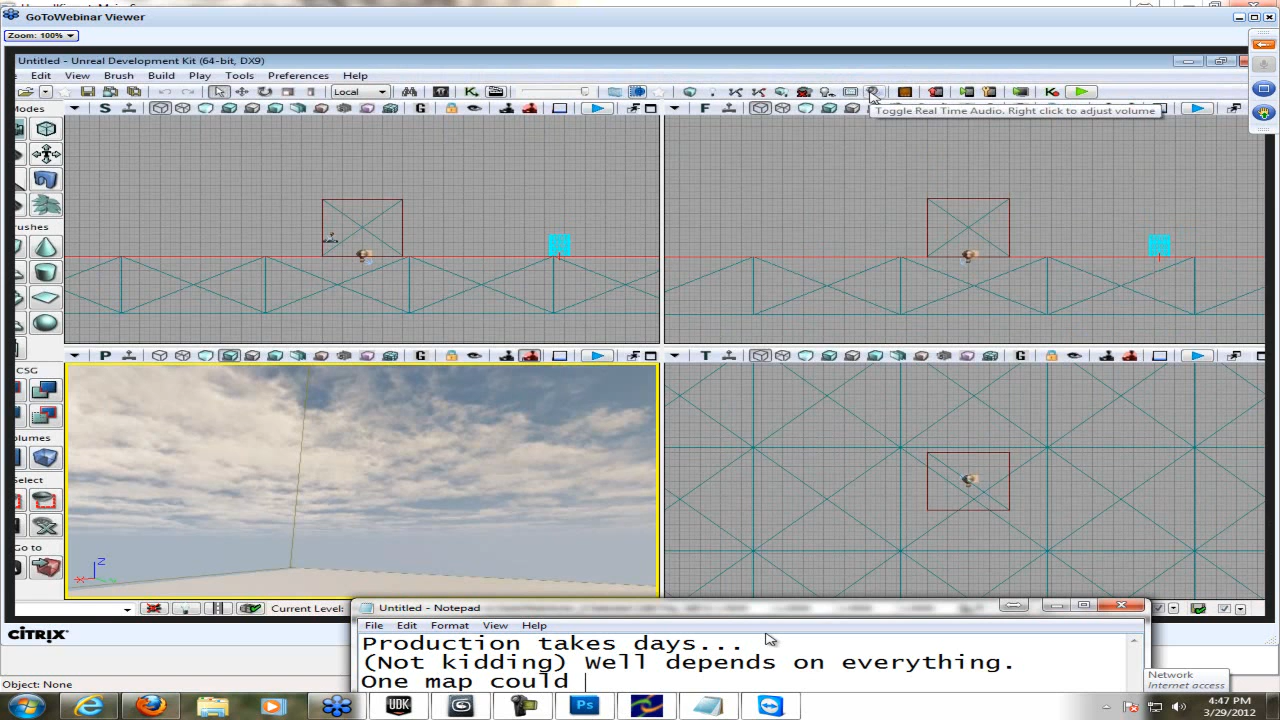 GoToWebinar Viewer
Zoom: 100%
Untitled - Unreal Development Kit (64-bit, DX9)
Edit View Brush Build Play Tools Preferences Help
Local
Modes
S
F
Toggle Real Time Audio. Right click to adjust volume
rushes
P
G
T
G
CSG
olumes
Select
Go to
Z
X
Current Level:
CITRIX
Untitled - Notepad
File Edit Format View Help
Production takes days...
(Not kidding) Well depends on everything.
One map could
Object: None
Network
Internet access
UDK
Ps
4:47 PM
3/29/2012